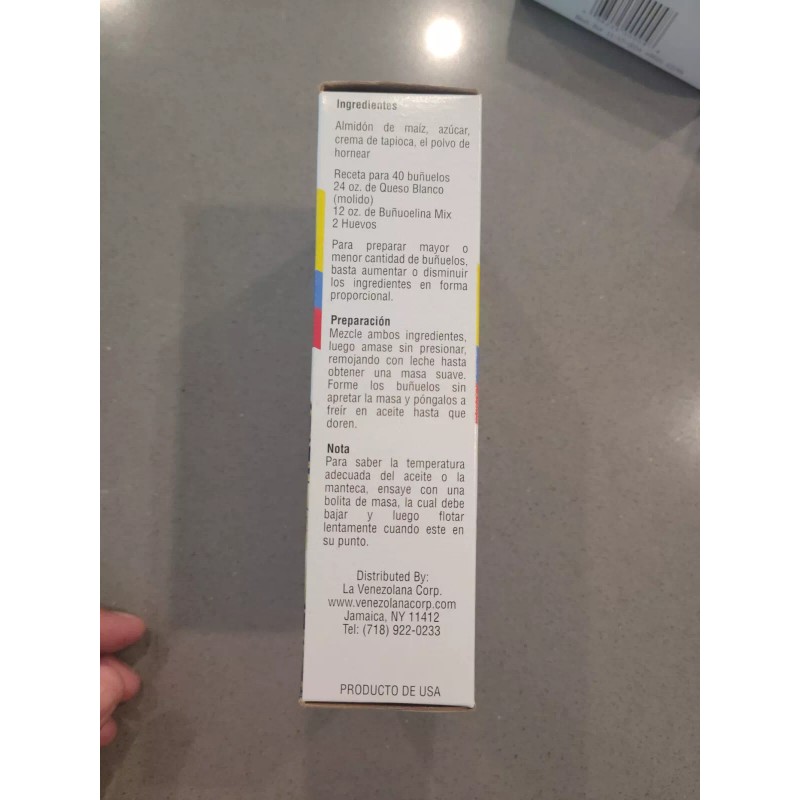 Ingredientes
Almidón de maíz, azúcar,
crema de tapioca, el polvo de
hornear
Receta para 40 buñuelos
24 oz. de Queso Blanco
(molido)
12 oz. de Buñuoelina Mix
2 Huevos
Para preparar mayor o
menor cantidad de buñuelos,
basta aumentar o disminuir
los ingredientes en forma
proporcional.
Preparación
Mezcle ambos ingredientes,
luego amase sin presionar,
remojando con leche hasta
obtener una masa suave.
Forme los buñuelos sin
apretar la masa y póngalos a
freír en aceite hasta que
doren.
Nota
Para saber la temperatura
adecuada del aceite o la
manteca, ensaye con una
bolita de masa, la cual debe
bajar y luego flotar
lentamente cuando este en
su punto.
Distributed By:
La Venezolana Corp.
www.venezolanacorp.com
Jamaica, NY 11412
Tel: (718) 922-0233
PRODUCTO DE USA